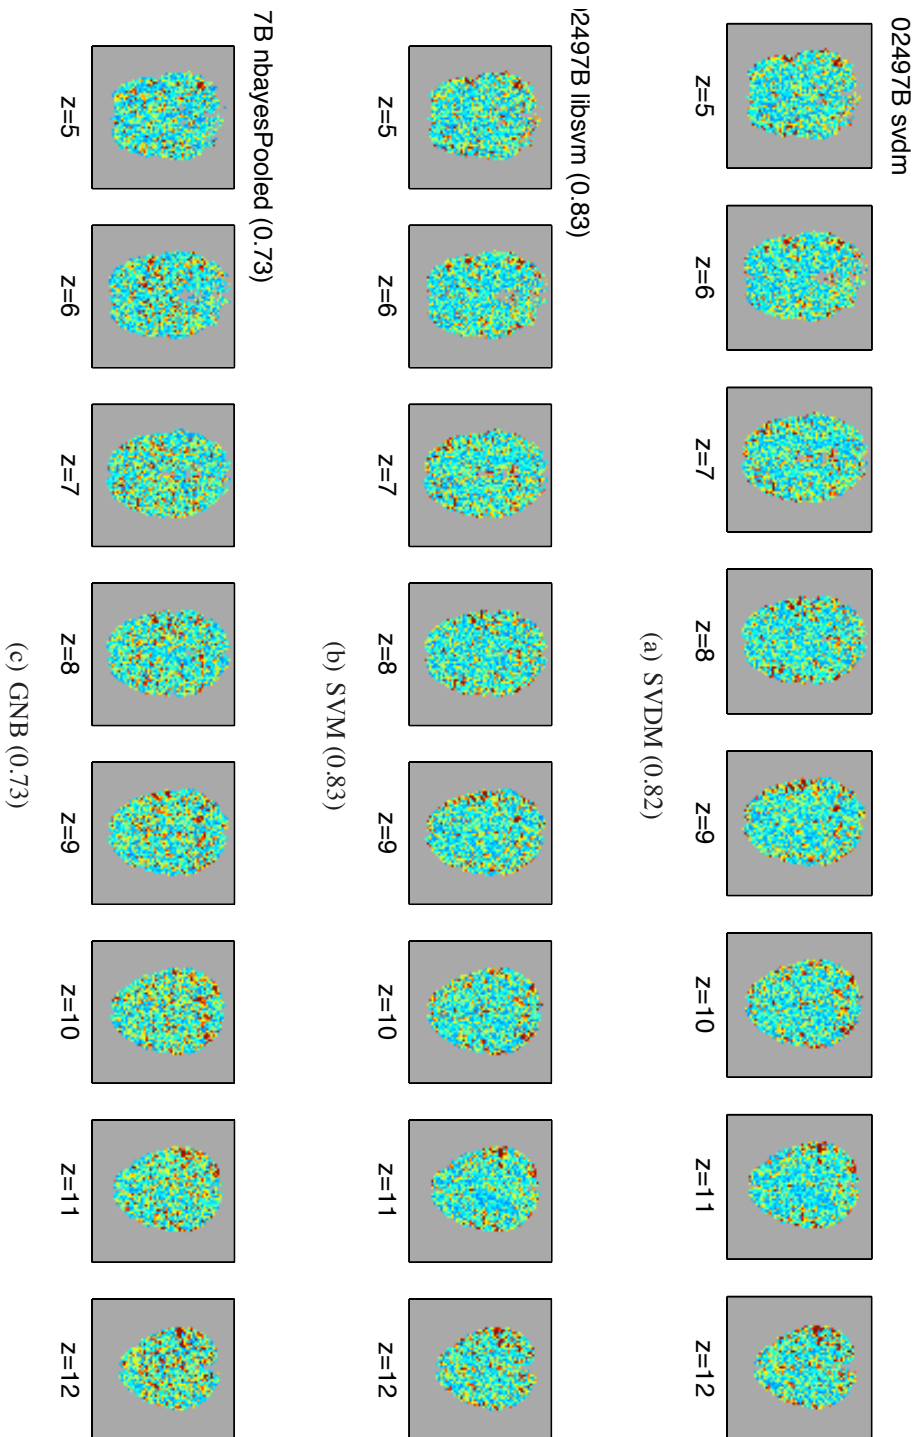 02497B svdm
z=5
z=6
z=7
z=8
z=9
z=10
z=11
z=12
(a) SVDM (0.82)
02497B libsvm (0.83)
z=5
z=6
z=7
z=8
z=9
z=10
z=11
z=12
(b) SVM (0.83)
7B nbayesPooled (0.73)
z=5
z=6
z=7
z=8
z=9
z=10
z=11
z=12
(c) GNB (0.73)